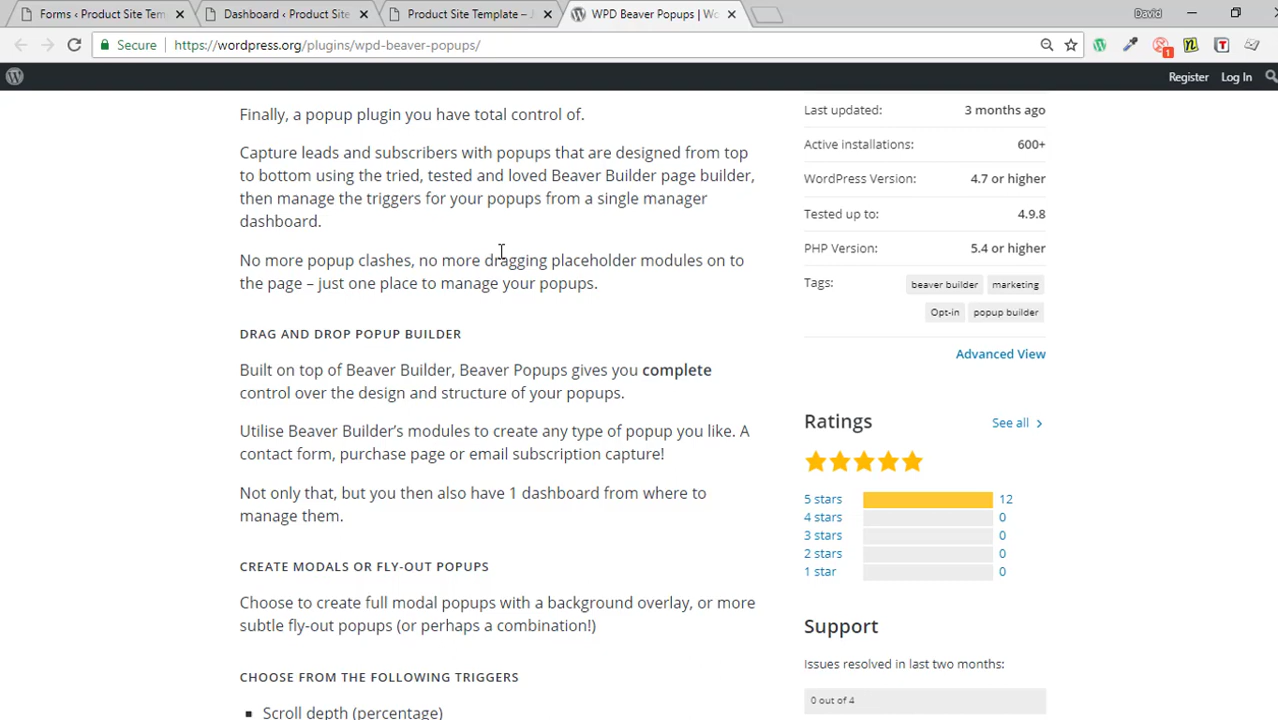 Forms ‹ Product Site Tem
Dashboard ‹ Product Site
Product Site Template –
WPD Beaver Popups | Wo
David
Secure
https://wordpress.org/plugins/wpd-beaver-popups/
1
Register
Log In
Finally, a popup plugin you have total control of.
Capture leads and subscribers with popups that are designed from top
to bottom using the tried, tested and loved Beaver Builder page builder,
then manage the triggers for your popups from a single manager
dashboard.
No more popup clashes, no more dragging placeholder modules on to
the page – just one place to manage your popups.
DRAG AND DROP POPUP BUILDER
Built on top of Beaver Builder, Beaver Popups gives you complete
control over the design and structure of your popups.
Utilise Beaver Builder’s modules to create any type of popup you like. A
contact form, purchase page or email subscription capture!
Not only that, but you then also have 1 dashboard from where to
manage them.
CREATE MODALS OR FLY-OUT POPUPS
Choose to create full modal popups with a background overlay, or more
subtle fly-out popups (or perhaps a combination!)
CHOOSE FROM THE FOLLOWING TRIGGERS
Scroll depth (percentage)
Last updated: 3 months ago
Active installations: 600+
WordPress Version: 4.7 or higher
Tested up to: 4.9.8
PHP Version: 5.4 or higher
Tags: beaver builder marketing
Opt-in popup builder
Advanced View
Ratings See all
5 stars 12
4 stars 0
3 stars 0
2 stars 0
1 star 0
Support
Issues resolved in last two months:
0 out of 4